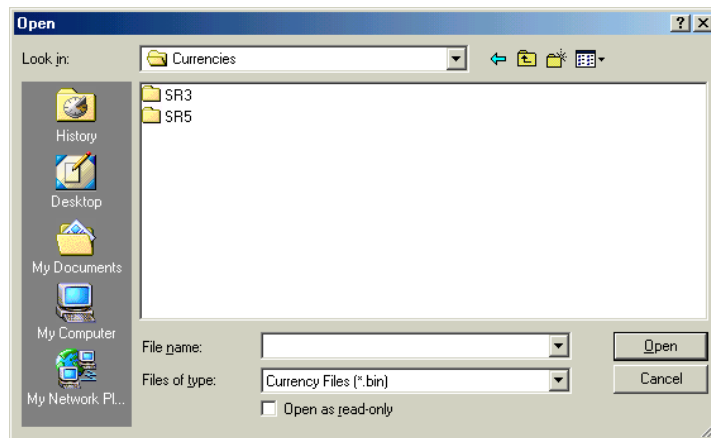 Open
Look in:
Currencies
SR3
SR5
History
Desktop
My Documents
My Computer
My Network Pl...
File name:
Open
Files of type:
Currency Files (*.bin)
Cancel
Open as read-only